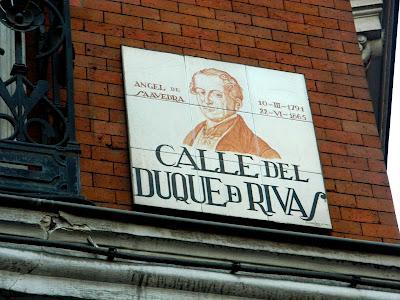 ANGEL DE
SAAVEDRA
10-III-1791
22-VI-1865
CALLE DEL
DUQUE D RIVAS